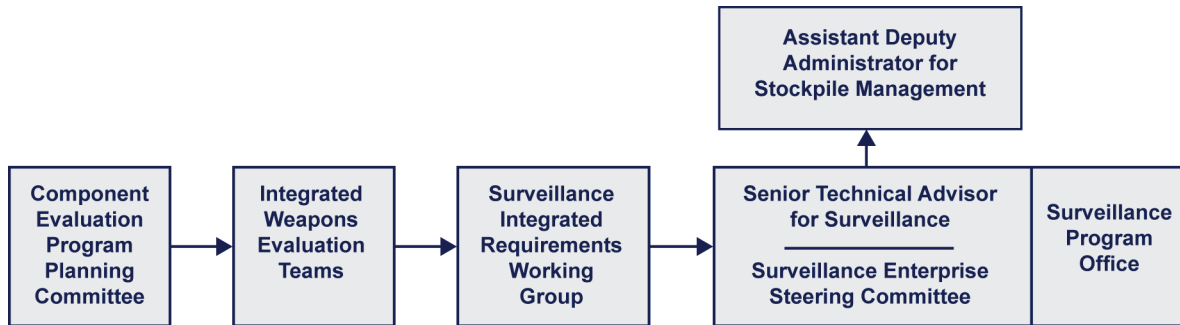 Assistant Deputy
Administrator for
Stockpile Management
Component
Evaluation
Program
Planning
Committee
Integrated
Weapons
Evaluation
Teams
Surveillance
Integrated
Requirements
Working
Group
Senior Technical Advisor
for Surveillance
Surveillance Enterprise
Steering Committee
Surveillance
Program
Office